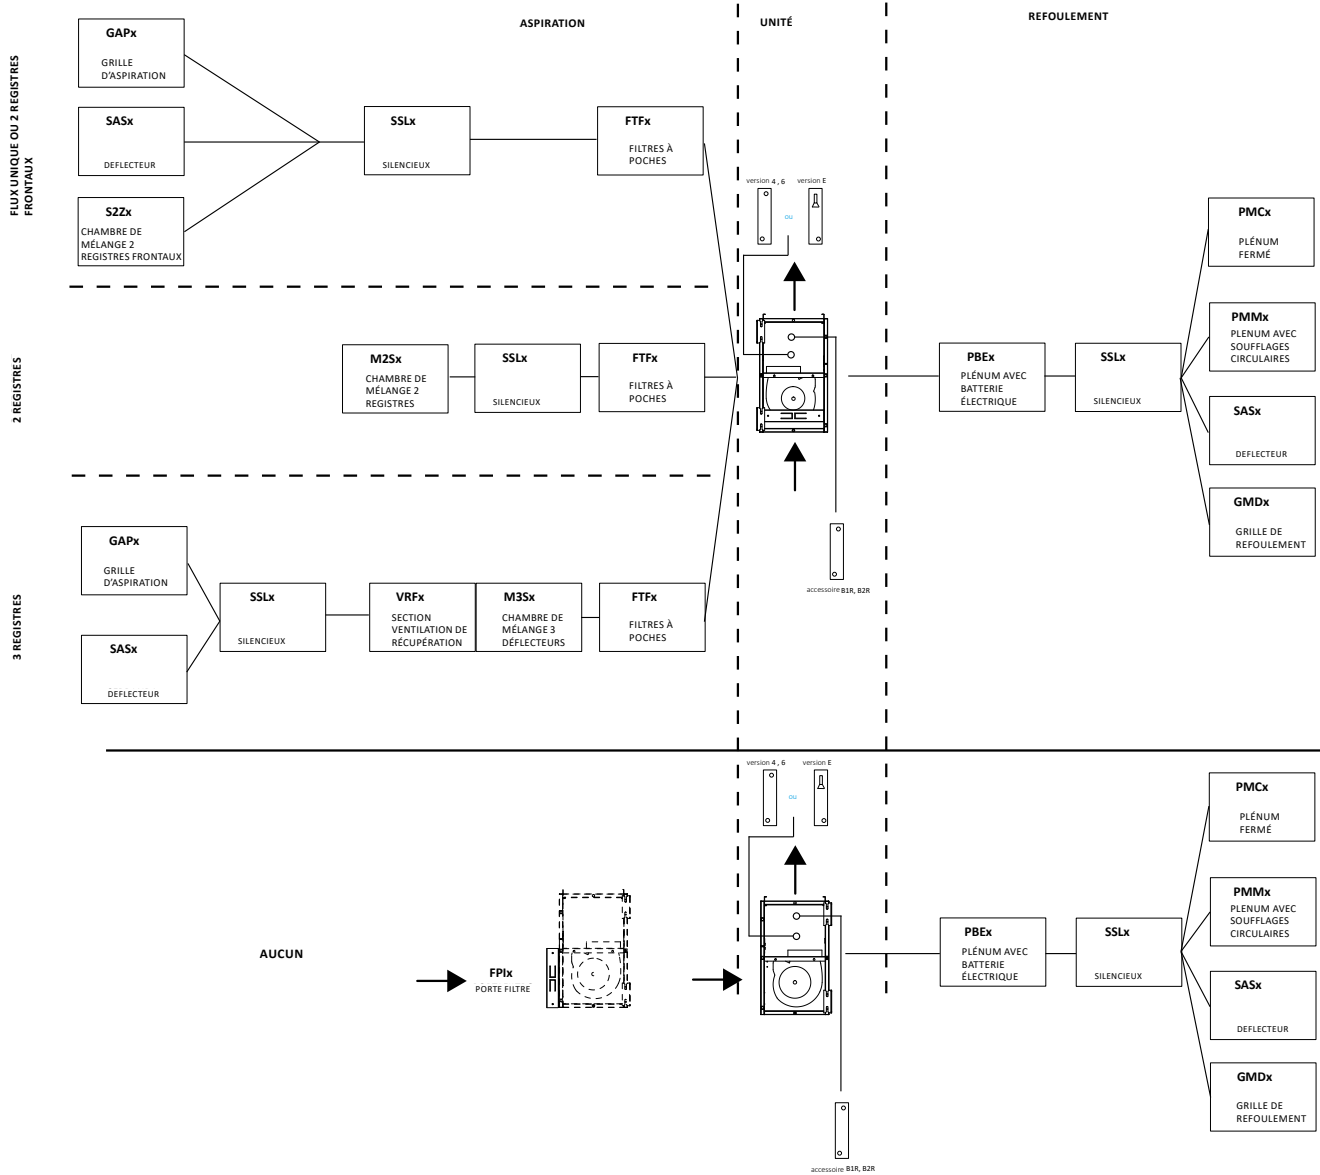 ASPIRATION
UNITÉ
REFOULEMENT
FLUX UNIQUE OU 2 REGISTRES
FRONTAUX
GAPx
GRILLE
D'ASPIRATION
SASx
DEFLECTEUR
S2Zx
CHAMBRE DE
MÉLANGE 2
REGISTRES FRONTAUX
SSLx
SILENCIEUX
FTFx
FILTRES À
POCHES
version 4 , 6
version E
ou
PMCx
PLÉNUM
FERMÉ
2 REGISTRES
M2Sx
CHAMBRE DE
MÉLANGE 2
REGISTRES
SSLx
SILENCIEUX
FTFx
FILTRES À
POCHES
PBEx
PLÉNUM AVEC
BATTERIE
ÉLECTRIQUE
SSLx
SILENCIEUX
PMMx
PLENUM AVEC
SOUFFLAGES
CIRCULAIRES
SASx
DEFLECTEUR
GMDx
GRILLE DE
REFOULEMENT
3 REGISTRES
GAPx
GRILLE
D'ASPIRATION
SASx
DEFLECTEUR
SSLx
SILENCIEUX
VRFx
SECTION
VENTILATION DE
RÉCUPÉRATION
M3Sx
CHAMBRE DE
MÉLANGE 3
DÉFLECTEURS
FTFx
FILTRES À
POCHES
accessoire B1R, B2R
version 4 , 6
version E
ou
AUCUN
FPIx
PORTE FILTRE
PBEx
PLÉNUM AVEC
BATTERIE
ÉLECTRIQUE
SSLx
SILENCIEUX
PMCx
PLÉNUM
FERMÉ
PMMx
PLENUM AVEC
SOUFFLAGES
CIRCULAIRES
SASx
DEFLECTEUR
GMDx
GRILLE DE
REFOULEMENT
accessoire B1R, B2R